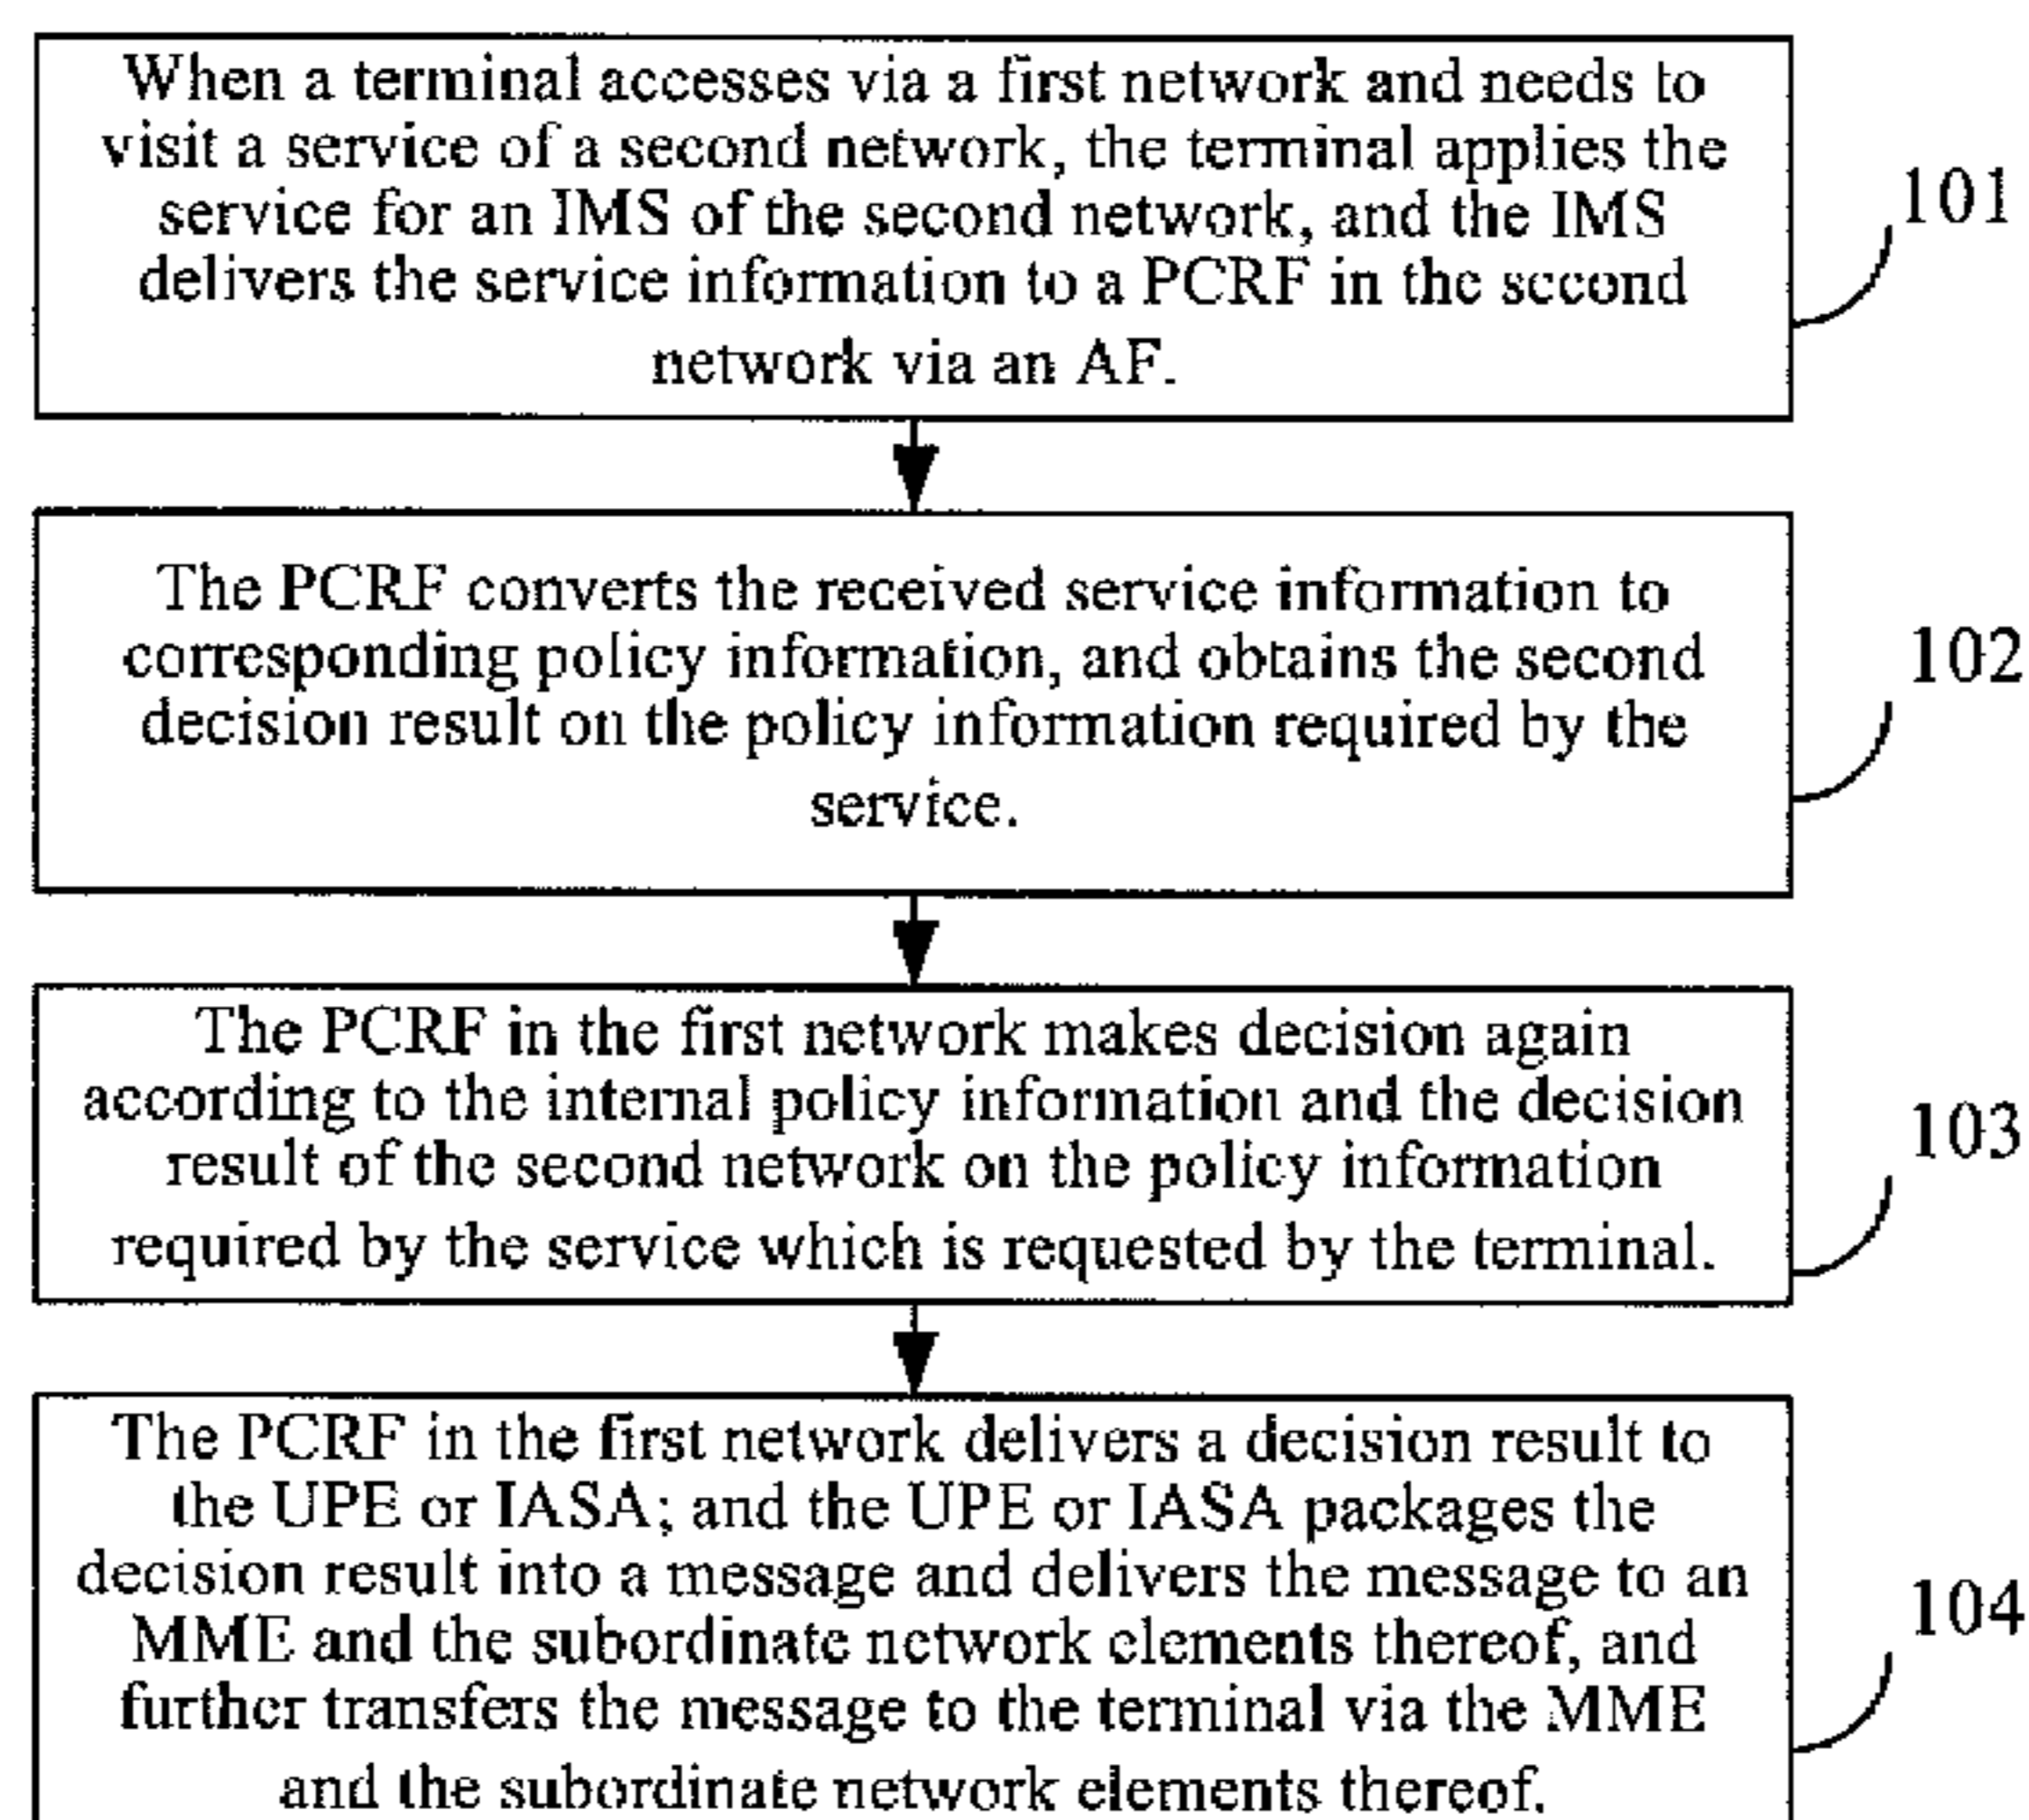 When a terminal accesses via a first network and needs to
visit a service of a second network, the terminal applies the
service for an IMS of the second network, and the IMS
delivers the service information to a PCRF in the second
network via an AF.
101
The PCRF converts the received service information to
corresponding policy information, and obtains the second
decision result on the policy information required by the
service.
102
The PCRF in the first network makes decision again
according to the internal policy information and the decision
result of the second network on the policy information
required by the service which is requested by the terminal.
103
The PCRF in the first network delivers a decision result to
the UPE or IASA; and the UPE or IASA packages the
decision result into a message and delivers the message to an
MME and the subordinate network elements thereof, and
further transfers the message to the terminal via the MME
and the subordinate network elements thereof.
104